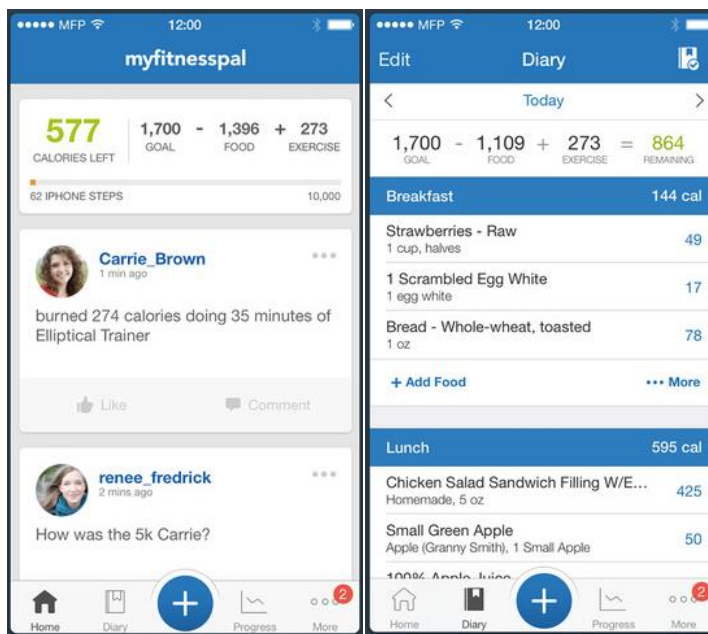 MFP 12:00
myfitnesspal
577 1,700 - 1,396 + 273
CALORIES LEFT GOAL FOOD EXERCISE
62 IPHONE STEPS 10,000
Carrie_Brown
1 min ago
burned 274 calories doing 35 minutes of
Elliptical Trainer
Like Comment
renee_fredrick
2 mins ago
How was the 5k Carrie?
2
Home Diary + Progress More
MFP 12:00
Edit Diary
< Today >
1,700 - 1,109 + 273 = 864
GOAL FOOD EXERCISE REMAINING
Breakfast 144 cal
Strawberries - Raw 49
1 cup, halves
1 Scrambled Egg White 17
1 egg white
Bread - Whole-wheat, toasted 78
1 oz
+ Add Food ••• More
Lunch 595 cal
Chicken Salad Sandwich Filling W/E... 425
Homemade, 5 oz
Small Green Apple 50
Apple (Granny Smith), 1 Small Apple
100% Apple Juice
2
Home Diary + Progress More